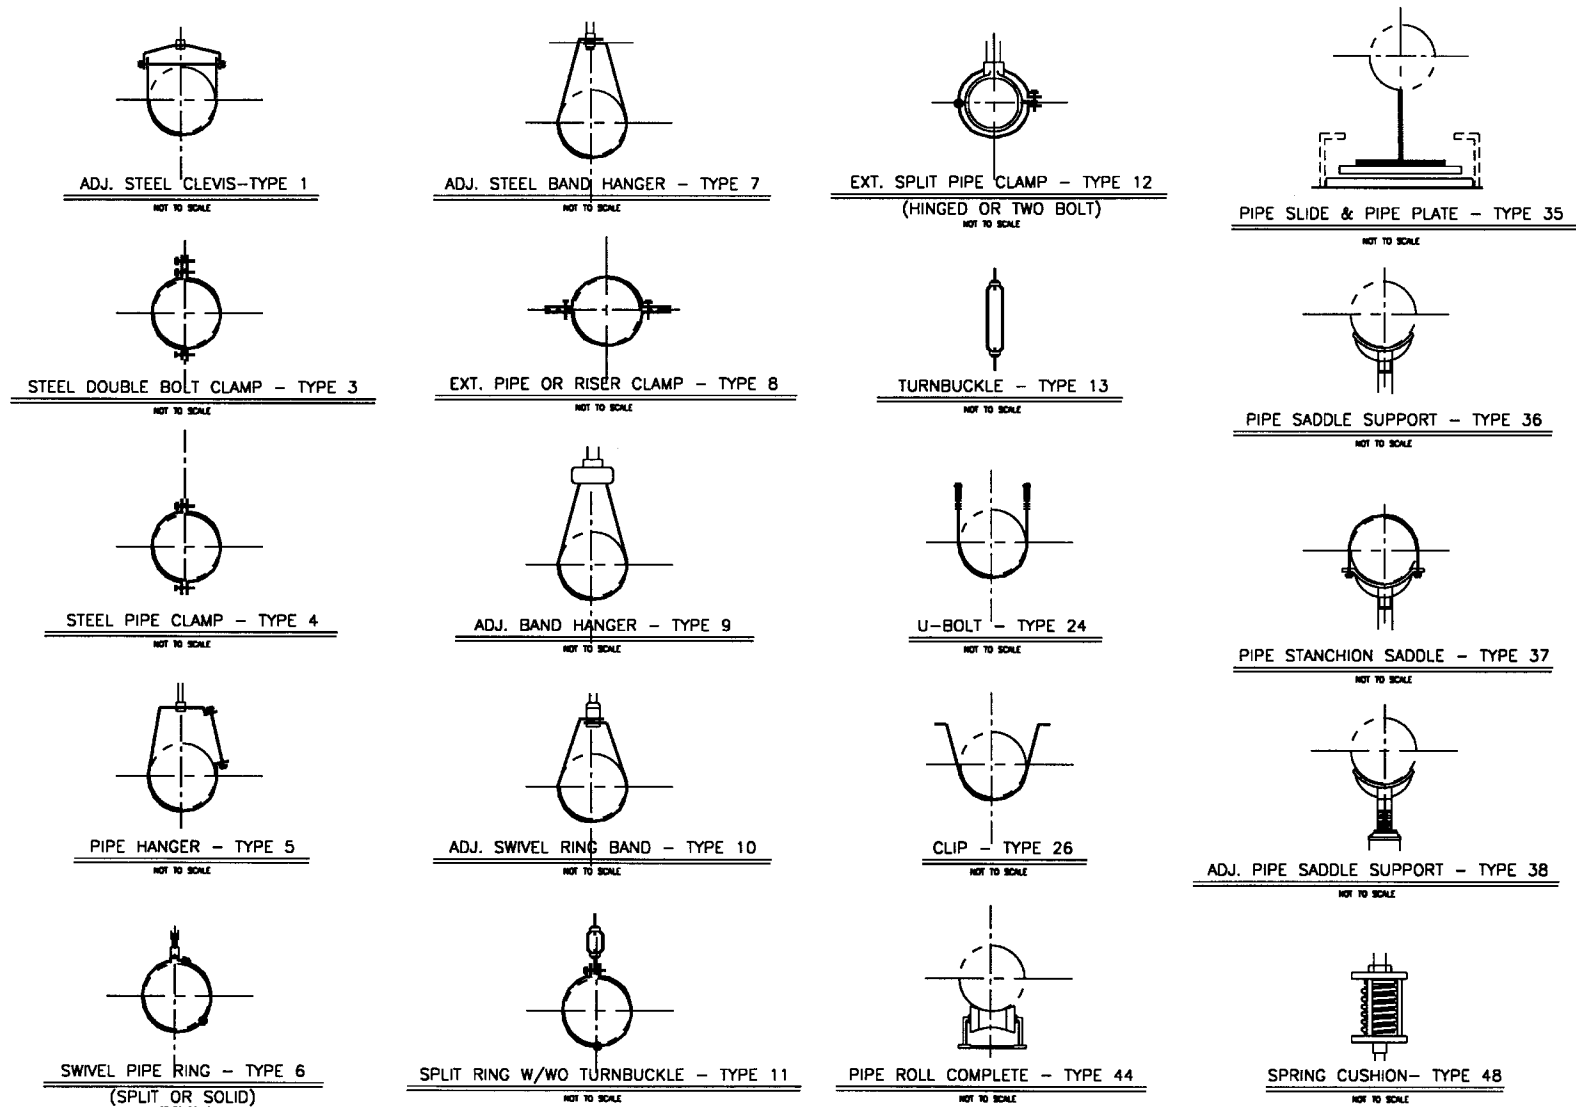 ADJ. STEEL CLEVIS-TYPE 1
NOT TO SCALE
STEEL DOUBLE BOLT CLAMP - TYPE 3
NOT TO SCALE
STEEL PIPE CLAMP - TYPE 4
NOT TO SCALE
PIPE HANGER - TYPE 5
NOT TO SCALE
SWIVEL PIPE RING - TYPE 6
(SPLIT OR SOLID)
ADJ. STEEL BAND HANGER - TYPE 7
NOT TO SCALE
EXT. PIPE OR RISER CLAMP - TYPE 8
NOT TO SCALE
ADJ. BAND HANGER - TYPE 9
NOT TO SCALE
ADJ. SWIVEL RING BAND - TYPE 10
NOT TO SCALE
SPLIT RING W/WO TURNBUCKLE - TYPE 11
NOT TO SCALE
EXT. SPLIT PIPE CLAMP - TYPE 12
(HINGED OR TWO BOLT)
NOT TO SCALE
TURNBUCKLE - TYPE 13
NOT TO SCALE
U-BOLT - TYPE 24
NOT TO SCALE
CLIP - TYPE 26
NOT TO SCALE
PIPE ROLL COMPLETE - TYPE 44
NOT TO SCALE
PIPE SLIDE & PIPE PLATE - TYPE 35
NOT TO SCALE
PIPE SADDLE SUPPORT - TYPE 36
NOT TO SCALE
PIPE STANCHION SADDLE - TYPE 37
NOT TO SCALE
ADJ. PIPE SADDLE SUPPORT - TYPE 38
NOT TO SCALE
SPRING CUSHION- TYPE 48
NOT TO SCALE